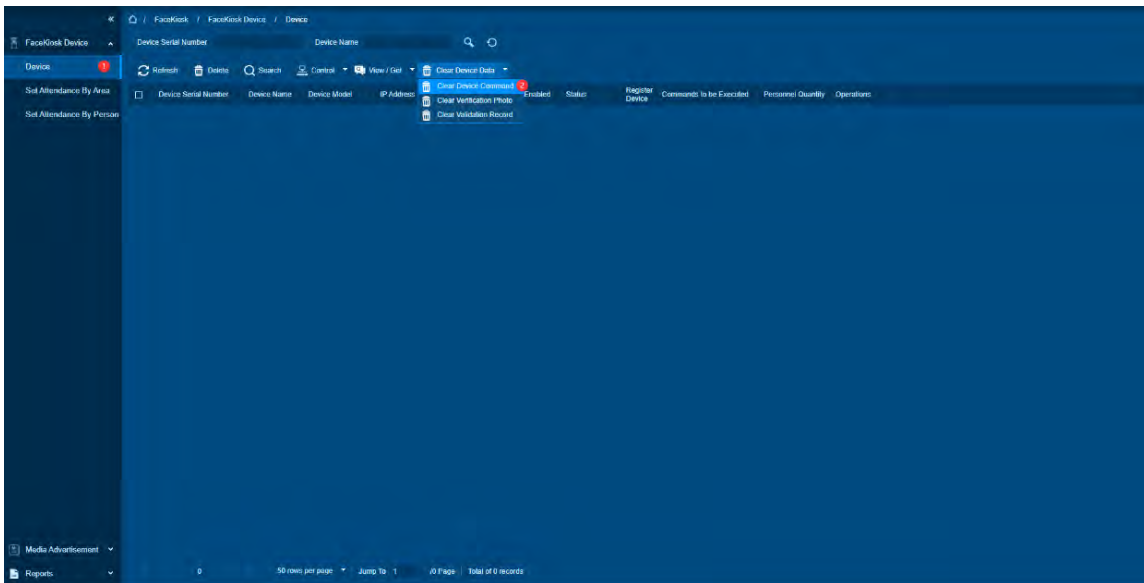 «
FaceKiosk / FaceKiosk Device / Device
FaceKiosk Device
Device Serial Number Device Name
Device 1
Refresh Delete Search Control View / Get Clear Device Data
Set Attendance By Area
Clear Device Command 2
Device Serial Number Device Name Device Model IP Address Enabled Status Register Device Commands to be Executed Personnel Quantity Operations
Clear Verification Photo
Set Attendance By Person
Clear Validation Record
Media Advertisement
Reports
0 50 rows per page Jump To 1 /0 Page Total of 0 records